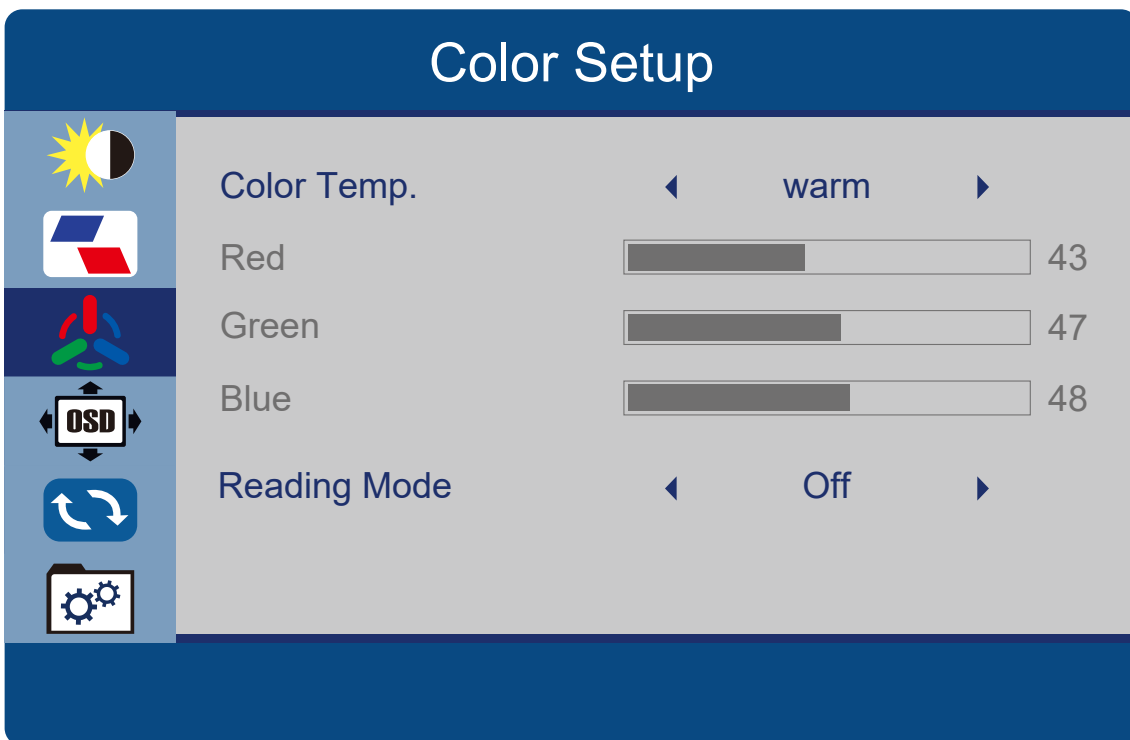 Color Setup
Color Temp. warm
Red 43
Green 47
Blue 48
OSD
Reading Mode Off